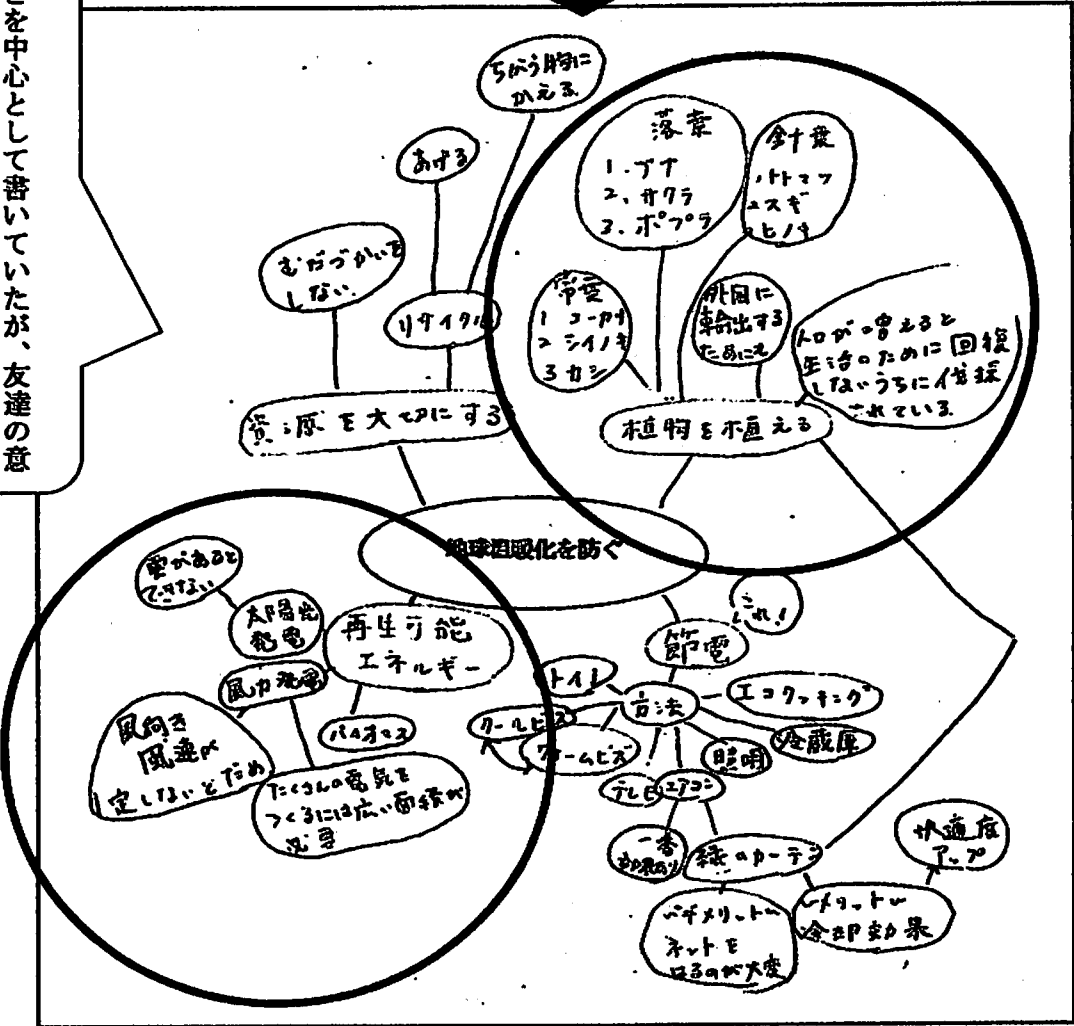 を中心として書いていたが、友達の意
ちがう物に
かえる
あげる
むだづかいを
しない
リサイクル
資源を大切にする
落葉
1.ブナ
2.サクラ
3.ポプラ
針葉
トドマツ
スギ
ヒノキ
常葉
2 シイノキ
3 カシ
外国に
輸出する
ためにも
人口が増えると
生活のために回復
しないうちに伐採
されている
植物を植える
地球温暖化を防ぐ
雲があると
できない
太陽光
発電
再生可能
エネルギー
風力発電
バイオマス
風向き
風速が
一定しないとだめ
たくさんの電気を
つくるには広い面積が
必要
これ!
節電
トイレ
方法
エコクッキング
クールビズ
ウォームビズ
照明
冷蔵庫
テレビ
エアコン
一番
緑のカーテン
快適度
アップ
デメリット
ネットを
はるのが大変
メリット
冷却効果